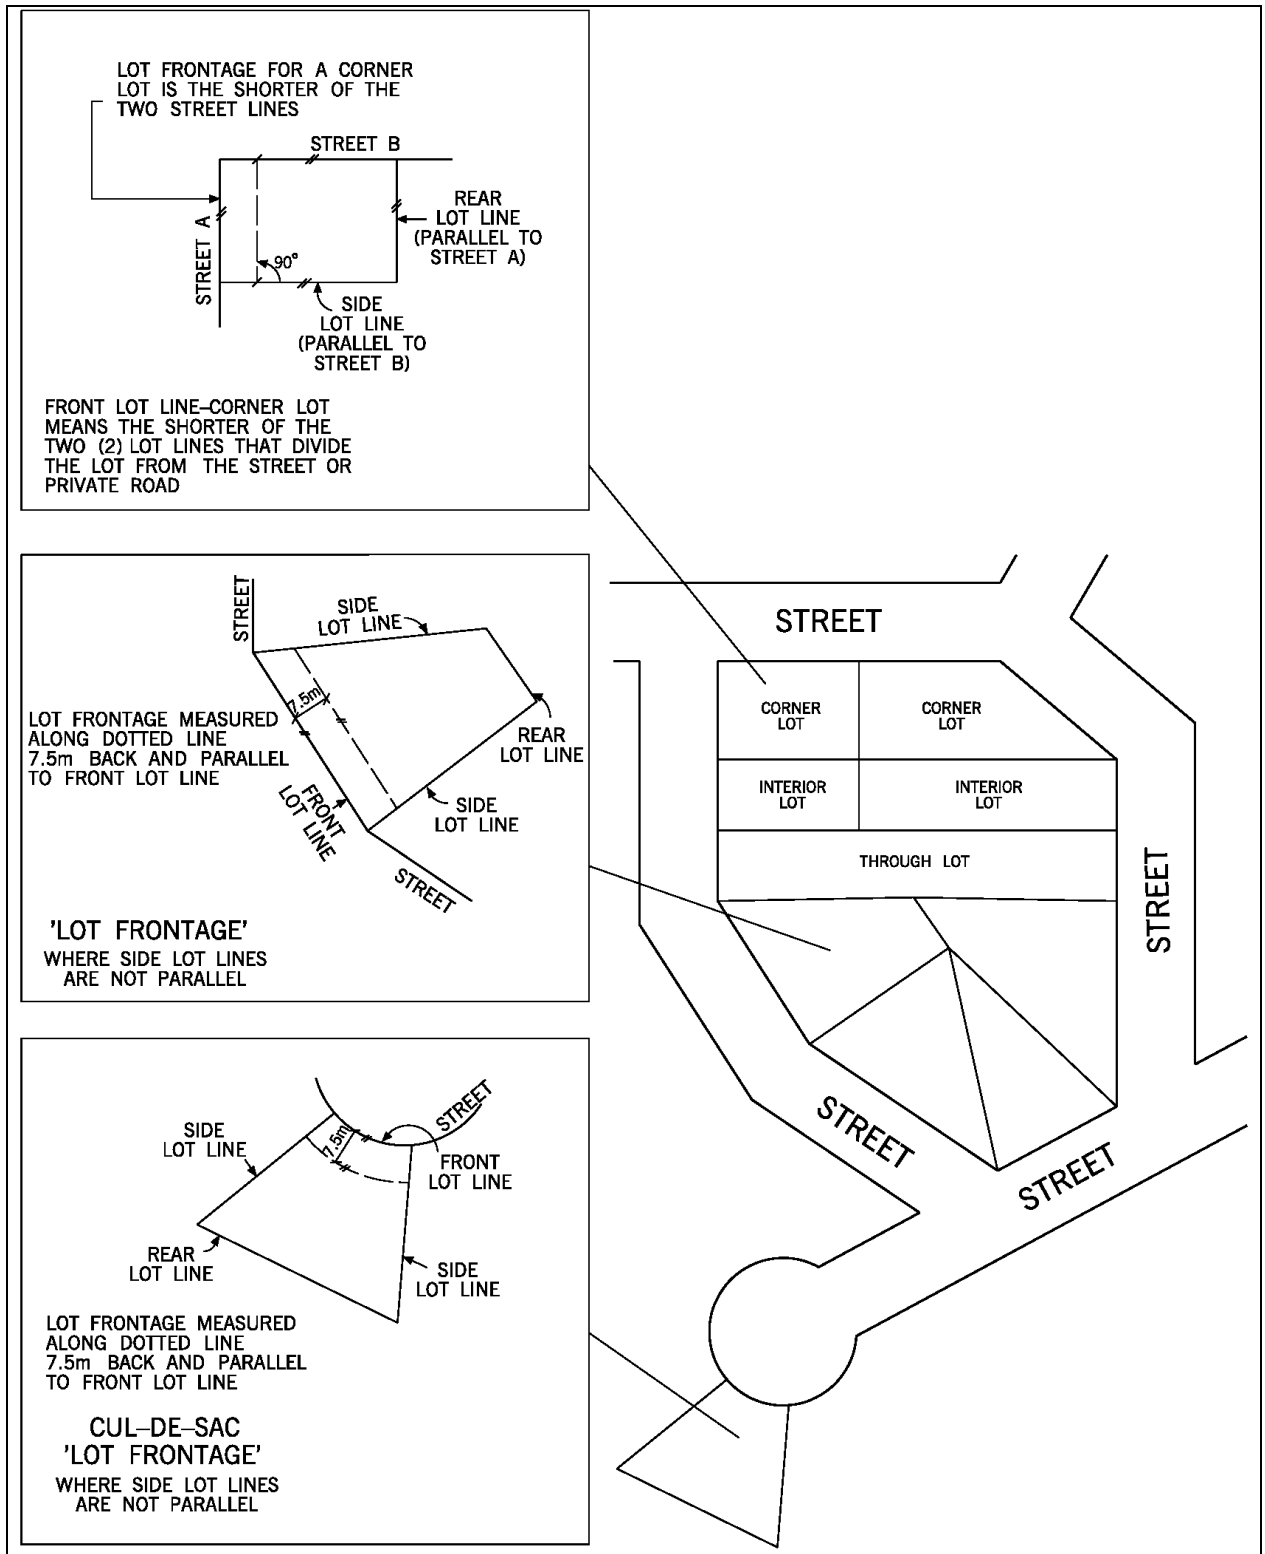 LOT FRONTAGE FOR A CORNER
LOT IS THE SHORTER OF THE
TWO STREET LINES
STREET B
STREET A
90°
REAR
LOT LINE
(PARALLEL TO
STREET A)
SIDE
LOT LINE
(PARALLEL TO
STREET B)
FRONT LOT LINE–CORNER LOT
MEANS THE SHORTER OF THE
TWO (2) LOT LINES THAT DIVIDE
THE LOT FROM THE STREET OR
PRIVATE ROAD
STREET
SIDE
LOT LINE
7.5m
LOT FRONTAGE MEASURED
ALONG DOTTED LINE
7.5m BACK AND PARALLEL
TO FRONT LOT LINE
REAR
LOT LINE
FRONT
LOT LINE
SIDE
LOT LINE
STREET
'LOT FRONTAGE'
WHERE SIDE LOT LINES
ARE NOT PARALLEL
STREET
SIDE
LOT LINE
7.5m
FRONT
LOT LINE
REAR
LOT LINE
SIDE
LOT LINE
LOT FRONTAGE MEASURED
ALONG DOTTED LINE
7.5m BACK AND PARALLEL
TO FRONT LOT LINE
CUL–DE–SAC
'LOT FRONTAGE'
WHERE SIDE LOT LINES
ARE NOT PARALLEL
STREET
CORNER
LOT
CORNER
LOT
INTERIOR
LOT
INTERIOR
LOT
THROUGH LOT
STREET
STREET
STREET